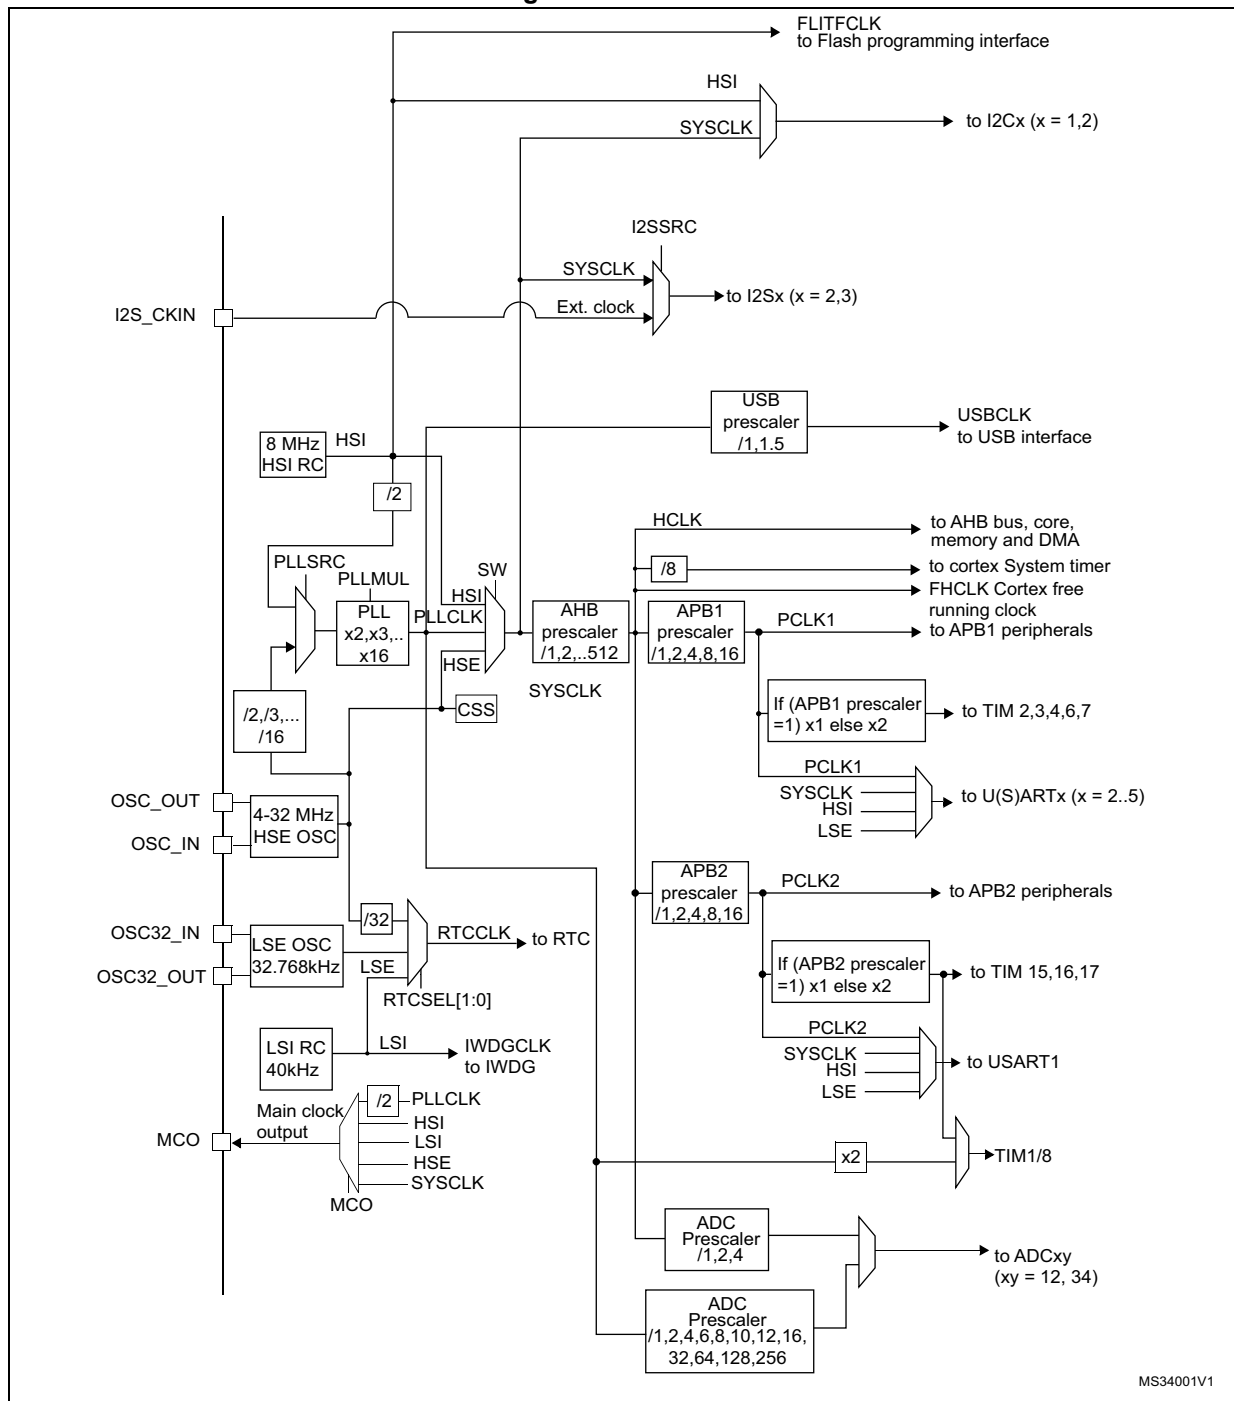 FLITFCLK
to Flash programming interface
HSI
to I2Cx (x = 1,2)
SYSCLK
I2SSRC
SYSCLK
to I2Sx (x = 2,3)
I2S_CKIN
Ext. clock
USB
prescaler
/1,1.5
USBCLK
to USB interface
8 MHz
HSI RC
HSI
/2
HCLK
to AHB bus, core,
memory and DMA
/8
to cortex System timer
FHCLK Cortex free
running clock
PLLSRC
PLLMUL
PLL
x2,x3,..
x16
SW
HSI
PLLCLK
HSE
AHB
prescaler
/1,2,..512
APB1
prescaler
/1,2,4,8,16
PCLK1
to APB1 peripherals
SYSCLK
/2,/3,...
/16
CSS
If (APB1 prescaler
=1) x1 else x2
to TIM 2,3,4,6,7
PCLK1
SYSCLK
HSI
LSE
to U(S)ARTx (x = 2..5)
OSC_OUT
OSC_IN
4-32 MHz
HSE OSC
APB2
prescaler
/1,2,4,8,16
PCLK2
to APB2 peripherals
/32
OSC32_IN
OSC32_OUT
LSE OSC
32.768kHz
LSE
RTCCLK
to RTC
RTCSEL[1:0]
If (APB2 prescaler
=1) x1 else x2
to TIM 15,16,17
PCLK2
SYSCLK
HSI
LSE
to USART1
LSI RC
40kHz
LSI
IWDGCLK
to IWDG
MCO
Main clock
output
/2
PLLCLK
HSI
LSI
HSE
SYSCLK
MCO
x2
TIM1/8
ADC
Prescaler
/1,2,4
to ADCxy
(xy = 12, 34)
ADC
Prescaler
/1,2,4,6,8,10,12,16,
32,64,128,256
MS34001V1